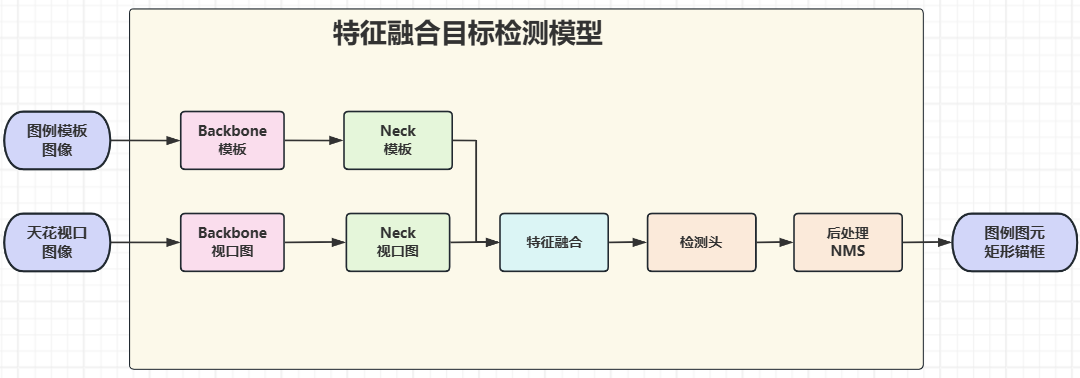 特征融合目标检测模型
图例模板
图像
Backbone
模板
Neck
模板
天花视口
图像
Backbone
视口图
Neck
视口图
特征融合
检测头
后处理
NMS
图例图元
矩形锚框